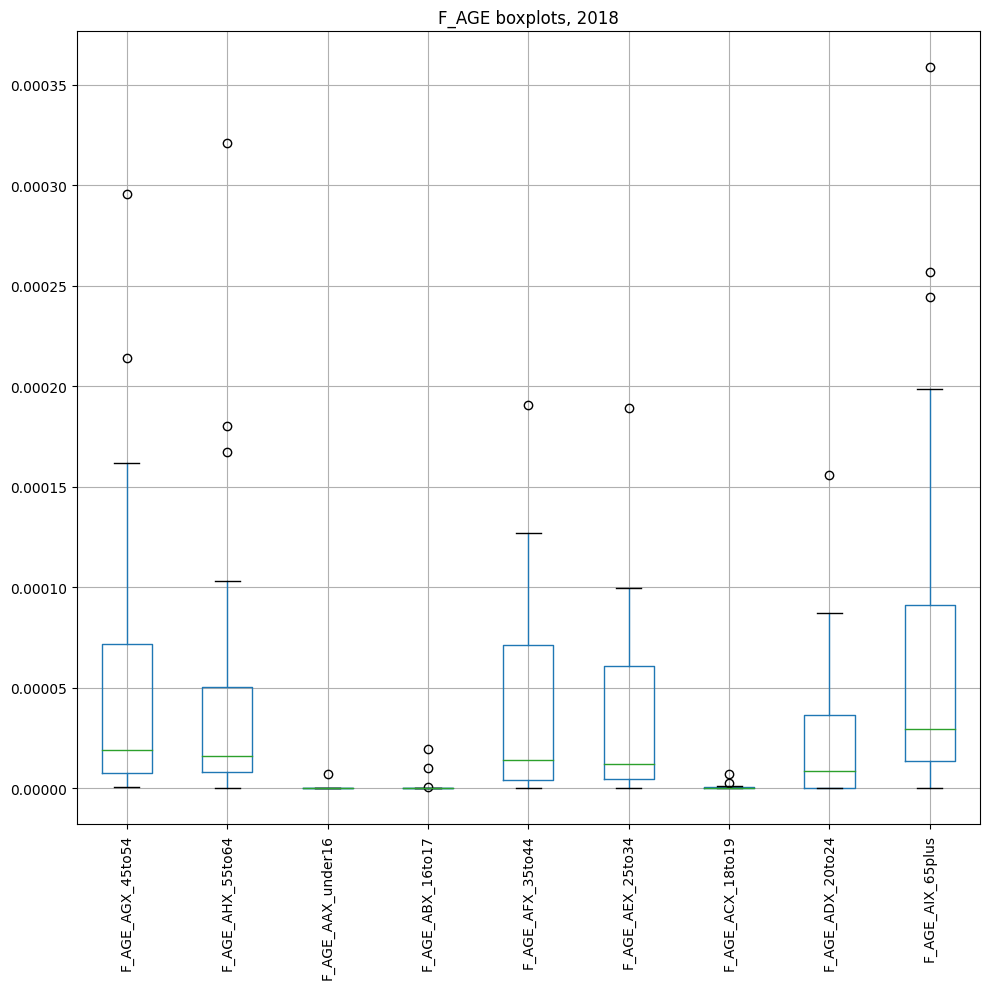 F_AGE boxplots, 2018
0.00035
0.00030
0.00025
0.00020
0.00015
0.00010
0.00005
0.00000
F_AGE_AGX_45to54
F_AGE_AHX_55to64
F_AGE_AAX_under16
F_AGE_ABX_16to17
F_AGE_AFX_35to44
F_AGE_AEX_25to34
F_AGE_ACX_18to19
F_AGE_ADX_20to24
F_AGE_AIX_65plus